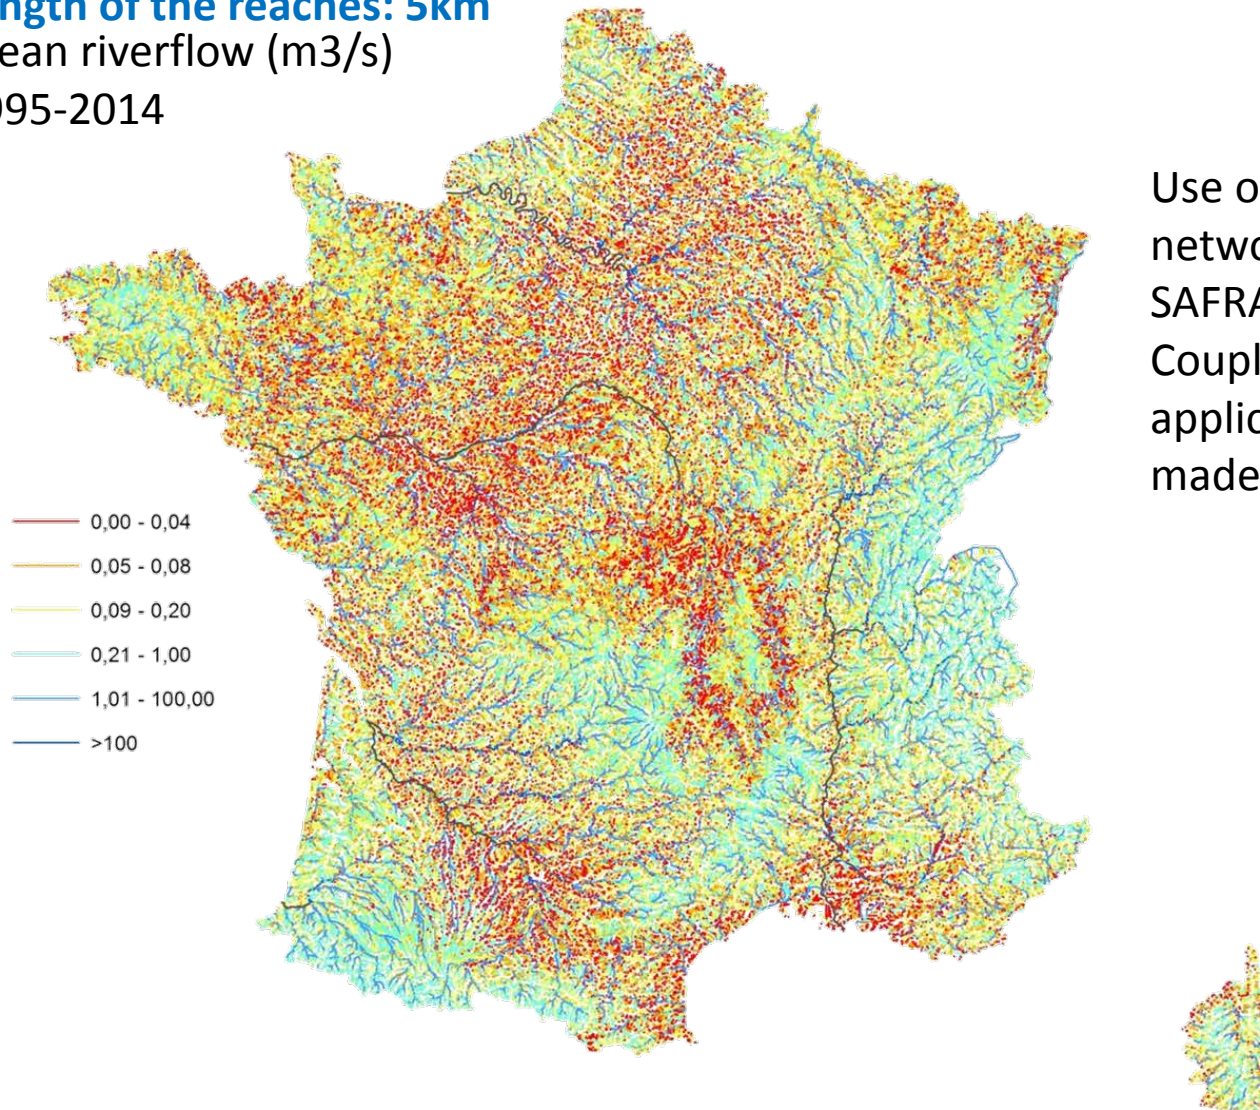 ngth of the reaches: 5km
ean riverflow (m3/s)
995-2014
Use o
netwo
SAFRA
Coupl
applic
made
0,00 - 0,04
0,05 - 0,08
0,09 - 0,20
0,21 - 1,00
1,01 - 100,00
>100